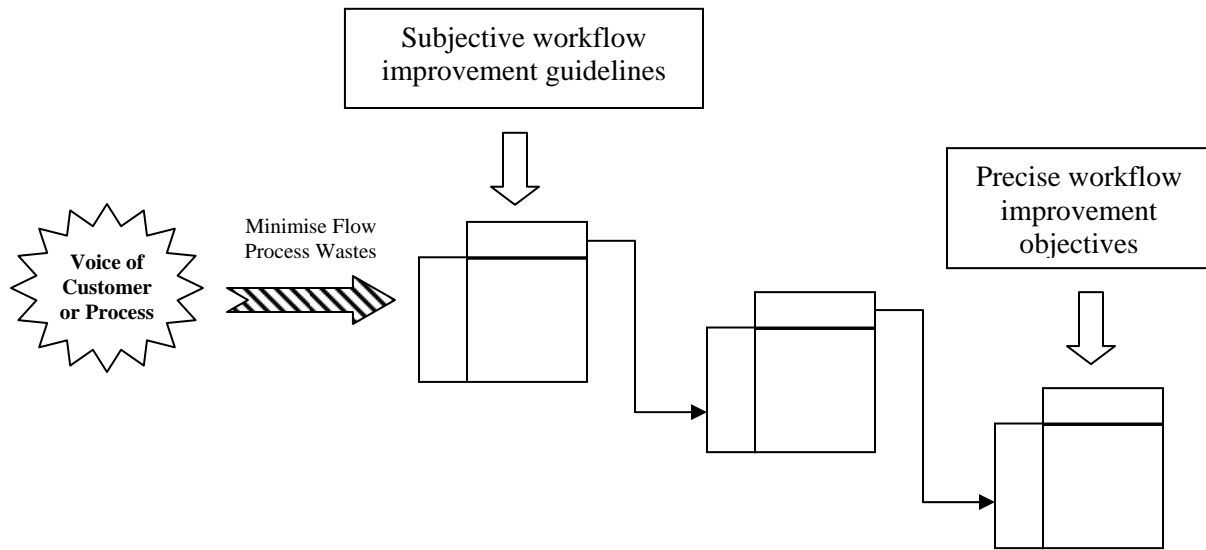 Subjective workflow
improvement guidelines
Precise workflow
improvement
objectives
Minimise Flow
Process Wastes
Voice of
Customer
or Process